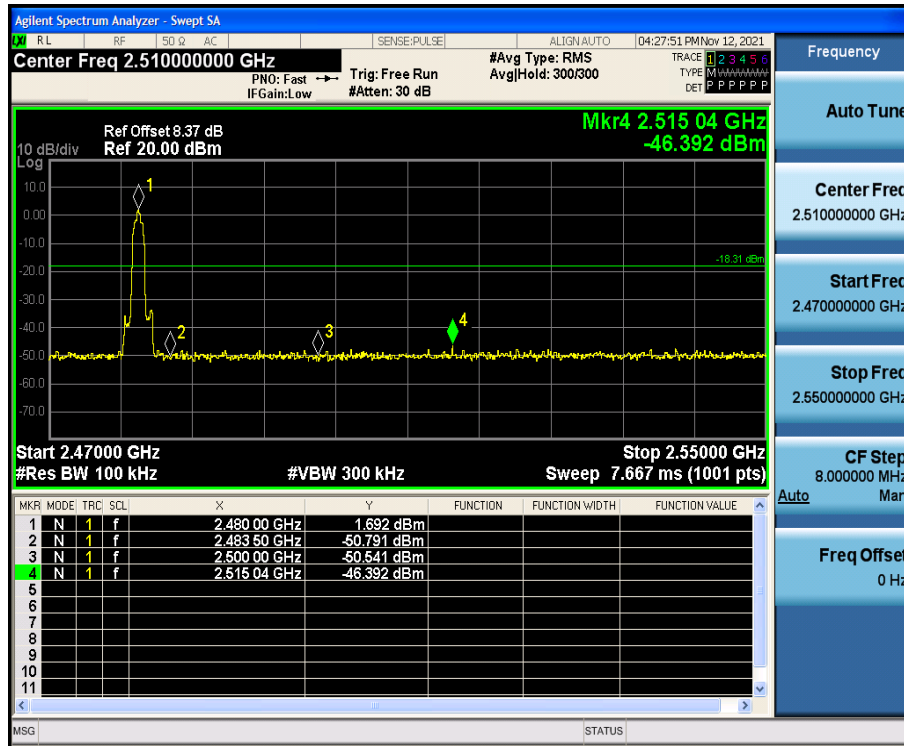 Agilent Spectrum Analyzer - Swept SA
LXI RL RF 50 Ω AC SENSE:PULSE ALIGN AUTO 04:27:51 PM Nov 12, 2021
Center Freq 2.510000000 GHz
PNO: Fast
IFGain:Low
Trig: Free Run
#Atten: 30 dB
#Avg Type: RMS
Avg|Hold: 300/300
TRACE 1 2 3 4 5 6
TYPE M
DET P P P P P P
Mkr4 2.515 04 GHz
-46.392 dBm
Ref Offset 8.37 dB
10 dB/div Ref 20.00 dBm
Log
10.0
0.00
-10.0
-20.0
-30.0
-40.0
-50.0
-60.0
-70.0
1
2
3
4
-18.31 dBm
Start 2.47000 GHz Stop 2.55000 GHz
#Res BW 100 kHz #VBW 300 kHz Sweep 7.667 ms (1001 pts)
MKR MODE TRC SCL X Y FUNCTION FUNCTION WIDTH FUNCTION VALUE
1 N 1 f 2.480 00 GHz 1.692 dBm
2 N 1 f 2.483 50 GHz -50.791 dBm
3 N 1 f 2.500 00 GHz -50.541 dBm
4 N 1 f 2.515 04 GHz -46.392 dBm
5
6
7
8
9
10
11
MSG STATUS
Frequency
Auto Tune
Center Freq
2.510000000 GHz
Start Freq
2.470000000 GHz
Stop Freq
2.550000000 GHz
CF Step
8.000000 MHz
Auto Man
Freq Offset
0 Hz